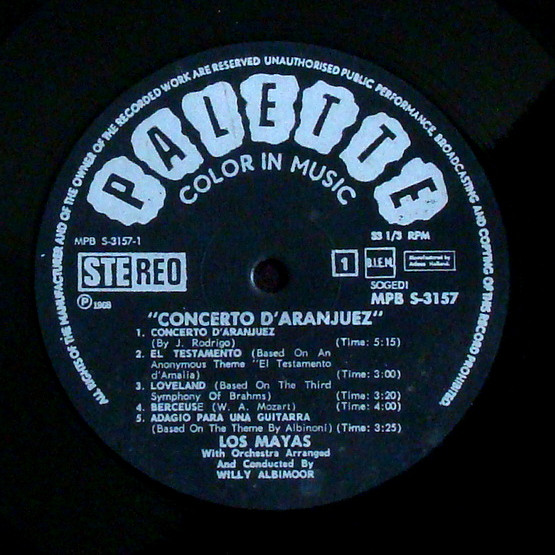 ALL RIGHTS OF THE MANUFACTURER AND OF THE OWNER OF THE RECORDED WORK ARE RESERVED UNAUTHORISED PUBLIC PERFORMANCE BROADCASTING AND COPYING OF THIS RECORD PROHIBITED.
PALETTE
COLOR IN MUSIC
MPB S-3157-1
33 1/3 RPM
STEREO
1
B.I.E.M.
Manufactured by
Artone Holland.
SOGEDI
MPB S-3157
℗ 1968
"CONCERTO D'ARANJUEZ"
1. CONCERTO D'ARANJUEZ
(By J. Rodrigo) (Time: 5:15)
2. EL TESTAMENTO (Based On An
Anonymous Theme "El Testamento
d'Amalia) (Time: 3:00)
3. LOVELAND (Based On The Third
Symphony Of Brahms) (Time: 3:20)
4. BERCEUSE (W. A. Mozart) (Time: 4:00)
5. ADAGIO PARA UNA GUITARRA
(Based On The Theme By Albinoni) (Time: 3:25)
LOS MAYAS
With Orchestra Arranged
And Conducted By
WILLY ALBIMOOR